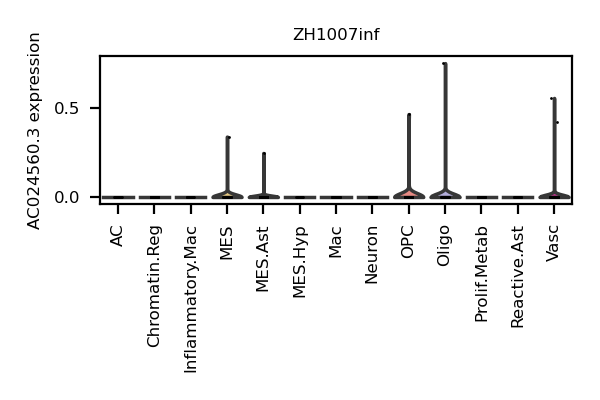 ZH1007inf
AC024560.3 expression
0.5
0.0
AC
Chromatin.Reg
Inflammatory.Mac
MES
MES.Ast
MES.Hyp
Mac
Neuron
OPC
Oligo
Prolif.Metab
Reactive.Ast
Vasc